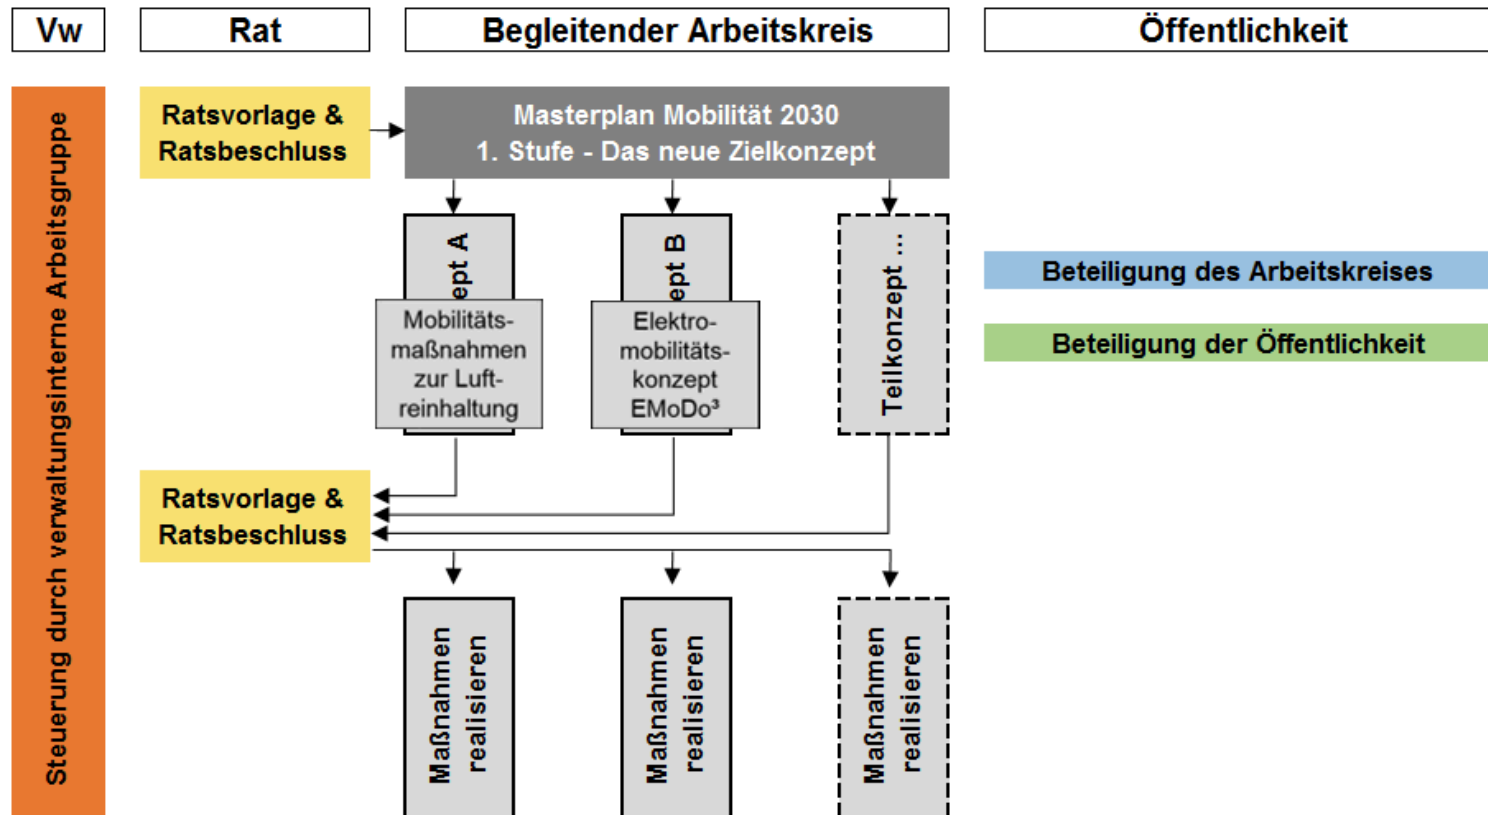 Vw
Rat
Begleitender Arbeitskreis
Öffentlichkeit
Steuerung durch verwaltungsinterne Arbeitsgruppe
Ratsvorlage &
Ratsbeschluss
Masterplan Mobilität 2030
1. Stufe - Das neue Zielkonzept
ept A
Mobilitäts-
maßnahmen
zur Luft-
reinhaltung
ept B
Elektro-
mobilitäts-
konzept
EMoDo³
Teilkonzept ...
Beteiligung des Arbeitskreises
Beteiligung der Öffentlichkeit
Ratsvorlage &
Ratsbeschluss
Maßnahmen
realisieren
Maßnahmen
realisieren
Maßnahmen
realisieren